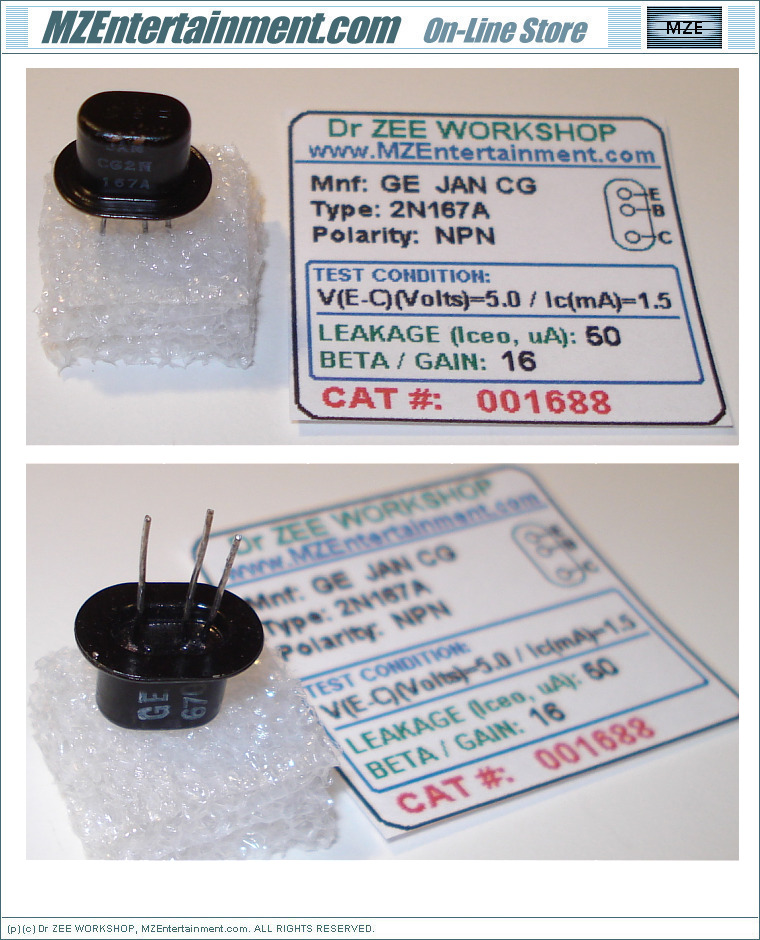 MZEntertainment.com On-Line Store MZE
JAN
CG2N
167A
Dr ZEE WORKSHOP
www.MZEntertainment.com
Mnf: GE JAN CG
Type: 2N167A
Polarity: NPN
E
B
C
TEST CONDITION:
V(E-C)(Volts)=5.0 / Ic(mA)=1.5
LEAKAGE (Iceo, uA): 50
BETA / GAIN: 16
CAT #: 001688
GE
670
Dr ZEE WORKSHOP
www.MZEntertainment.com
Mnf: GE JAN CG
Type: 2N167A
Polarity: NPN
E
B
C
TEST CONDITION:
V(E-C)(Volts)=5.0 / Ic(mA)=1.5
LEAKAGE (Iceo, uA): 50
BETA / GAIN: 16
CAT #: 001688
(p)(c) Dr ZEE WORKSHOP, MZEntertainment.com. ALL RIGHTS RESERVED.